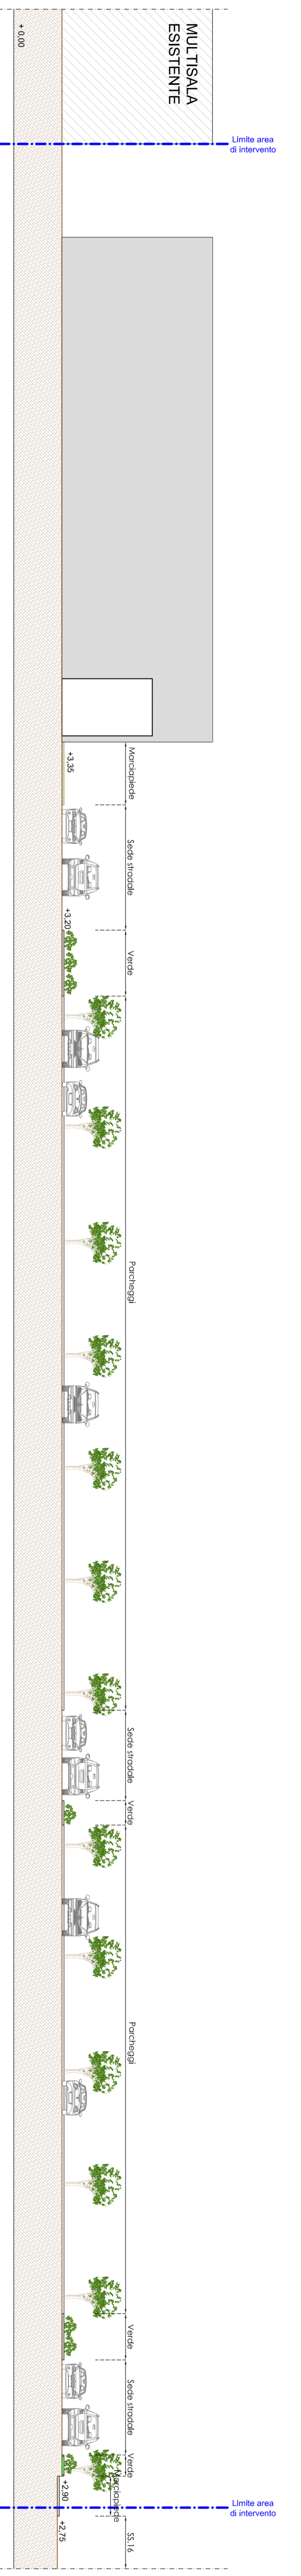 MULTISALA
ESISTENTE
+ 0,00
Limite area
di intervento
Marciapiede
+3,35
Sede stradale
+3,20
Verde
Parcheggi
Sede stradale
Verde
Parcheggi
Verde
Sede stradale
Verde
Marciapiede
+2,90
Limite area
di intervento
+2,75
SS.16